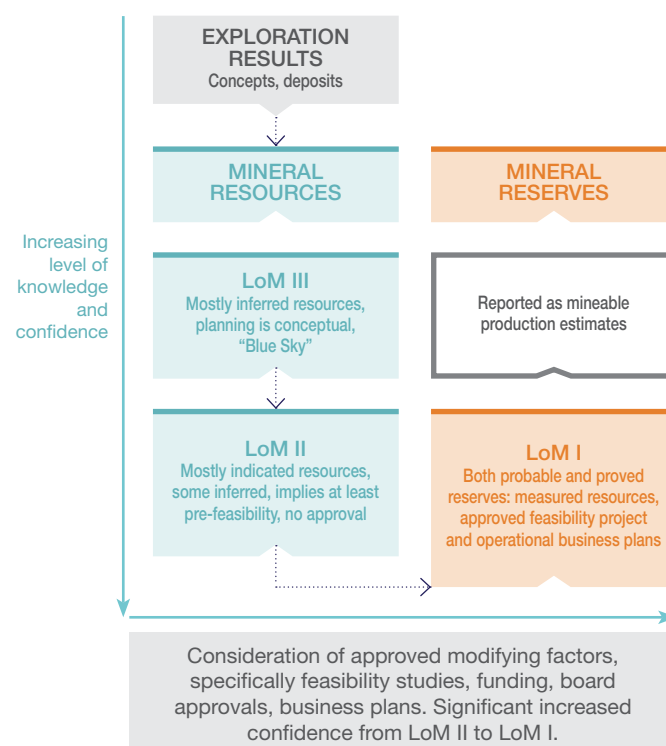 EXPLORATION
RESULTS
Concepts, deposits
MINERAL
RESOURCES
MINERAL
RESERVES
Increasing
level of
knowledge
and
confidence
LoM III
Mostly inferred resources,
planning is conceptual,
“Blue Sky”
Reported as mineable
production estimates
LoM II
Mostly indicated resources,
some inferred, implies at least
pre-feasibility, no approval
LoM I
Both probable and proved
reserves: measured resources,
approved feasibility project
and operational business plans
Consideration of approved modifying factors,
specifically feasibility studies, funding, board
approvals, business plans. Significant increased
confidence from LoM II to LoM I.